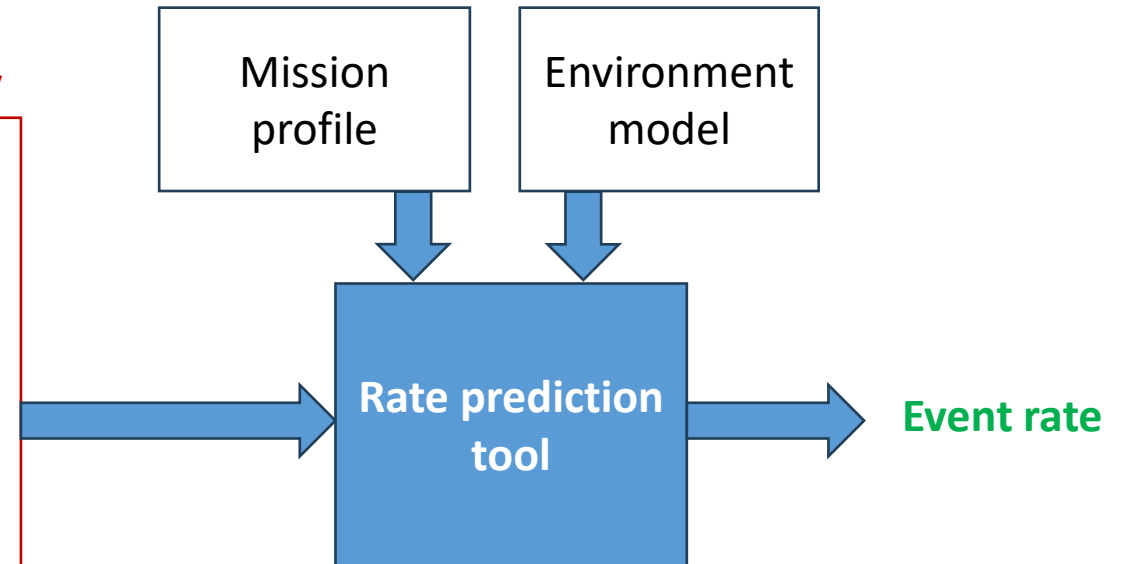 Mission
profile
Environment
model
Rate prediction
tool
Event rate